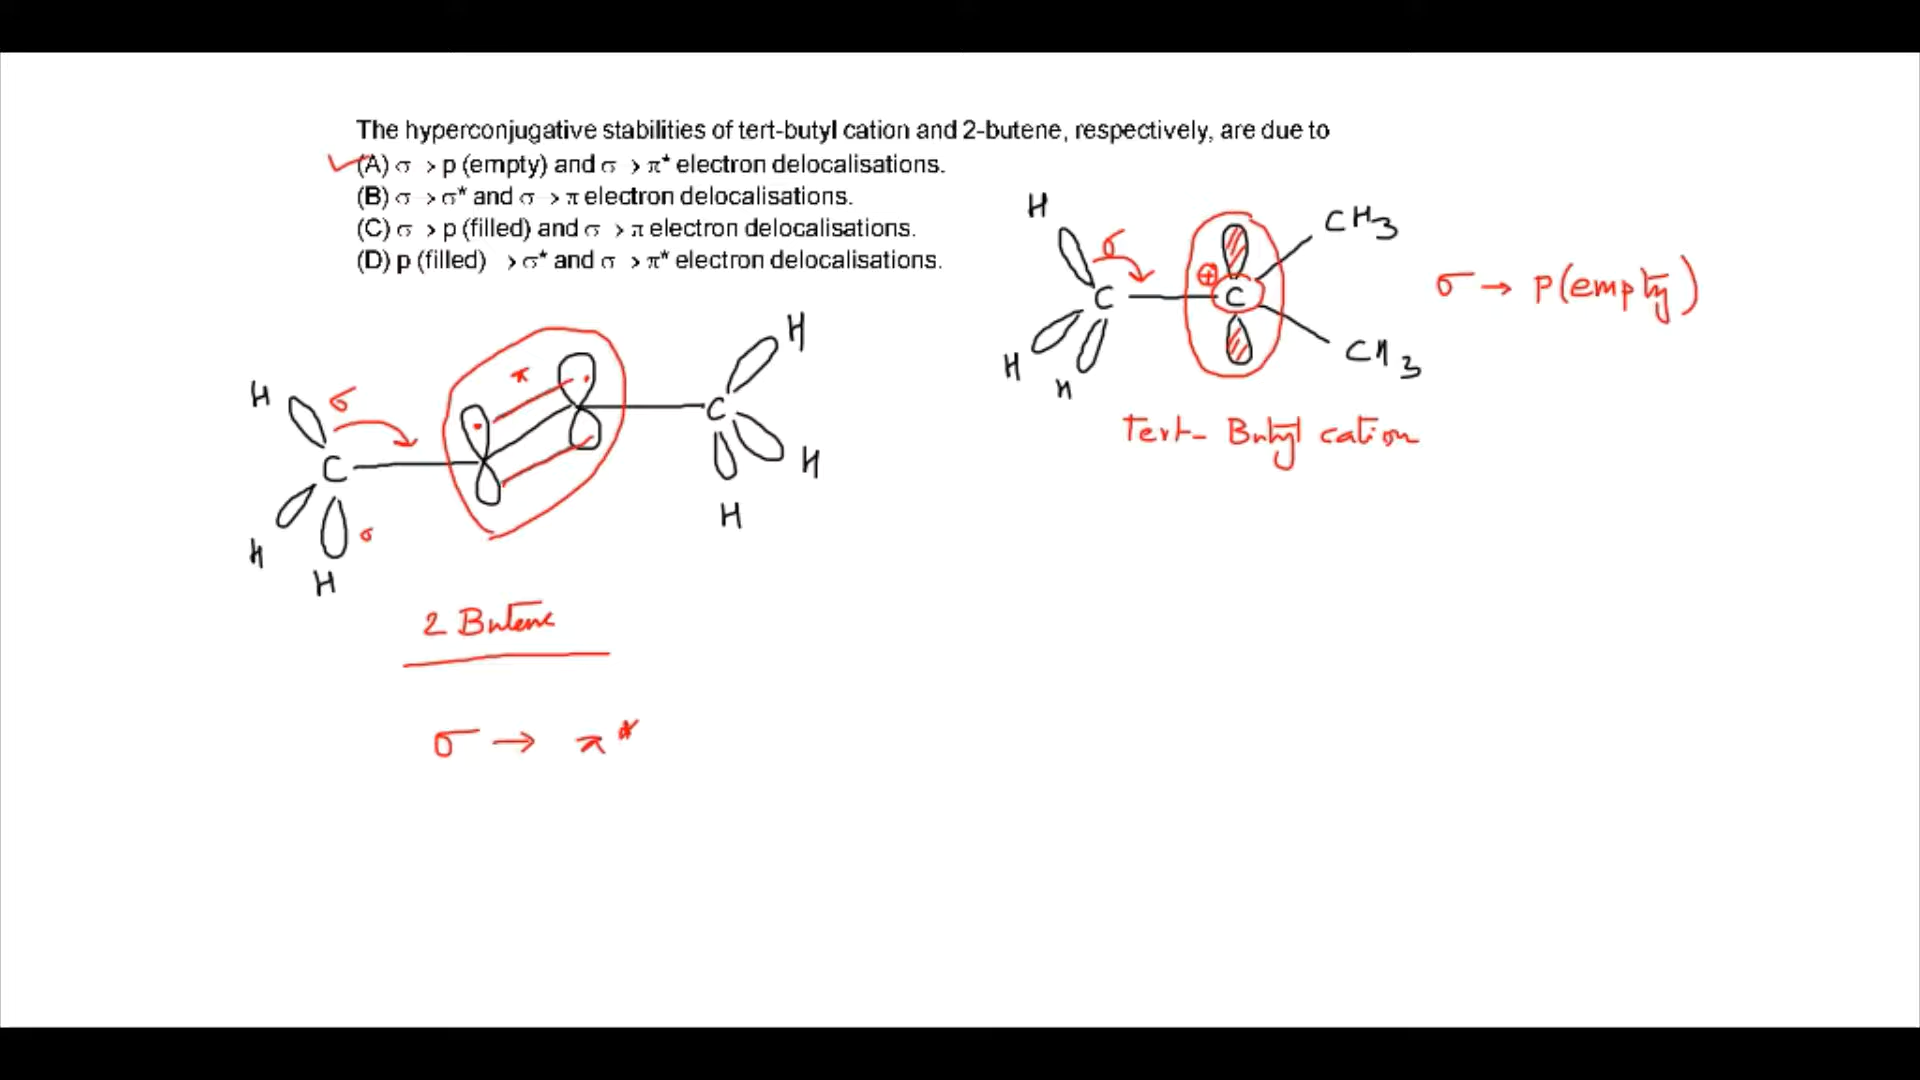 The hyperconjugative stabilities of tert-butyl cation and 2-butene, respectively, are due to
(A) σ > p (empty) and σ > π* electron delocalisations.
(B) σ > σ* and σ > π electron delocalisations.
(C) σ > p (filled) and σ > π electron delocalisations.
(D) p (filled) > σ* and σ > π* electron delocalisations.
H
σ
CH3
⊕
C
C
σ → p(empty)
H
H
CH3
Tert- Butyl cation
H
σ
π
H
C
C
H
H
H
σ
H
H
2 Butene
σ → π*